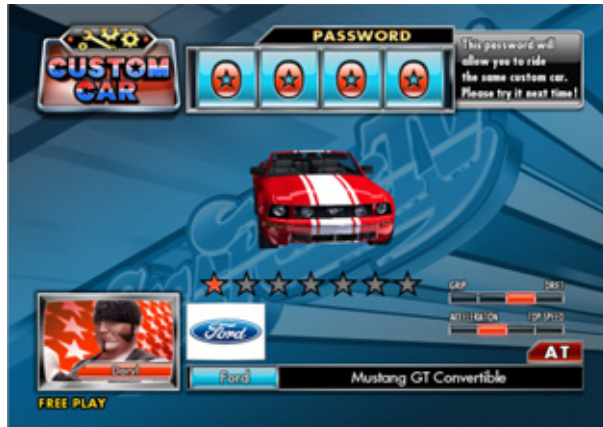 CUSTOM
CAR
PASSWORD
This password will
allow you to ride
the same custom car.
Please try it next time!
GRIP DRIFT
ACCELERATION TOP SPEED
Ford
AT
Daryl
Ford Mustang GT Convertible
FREE PLAY